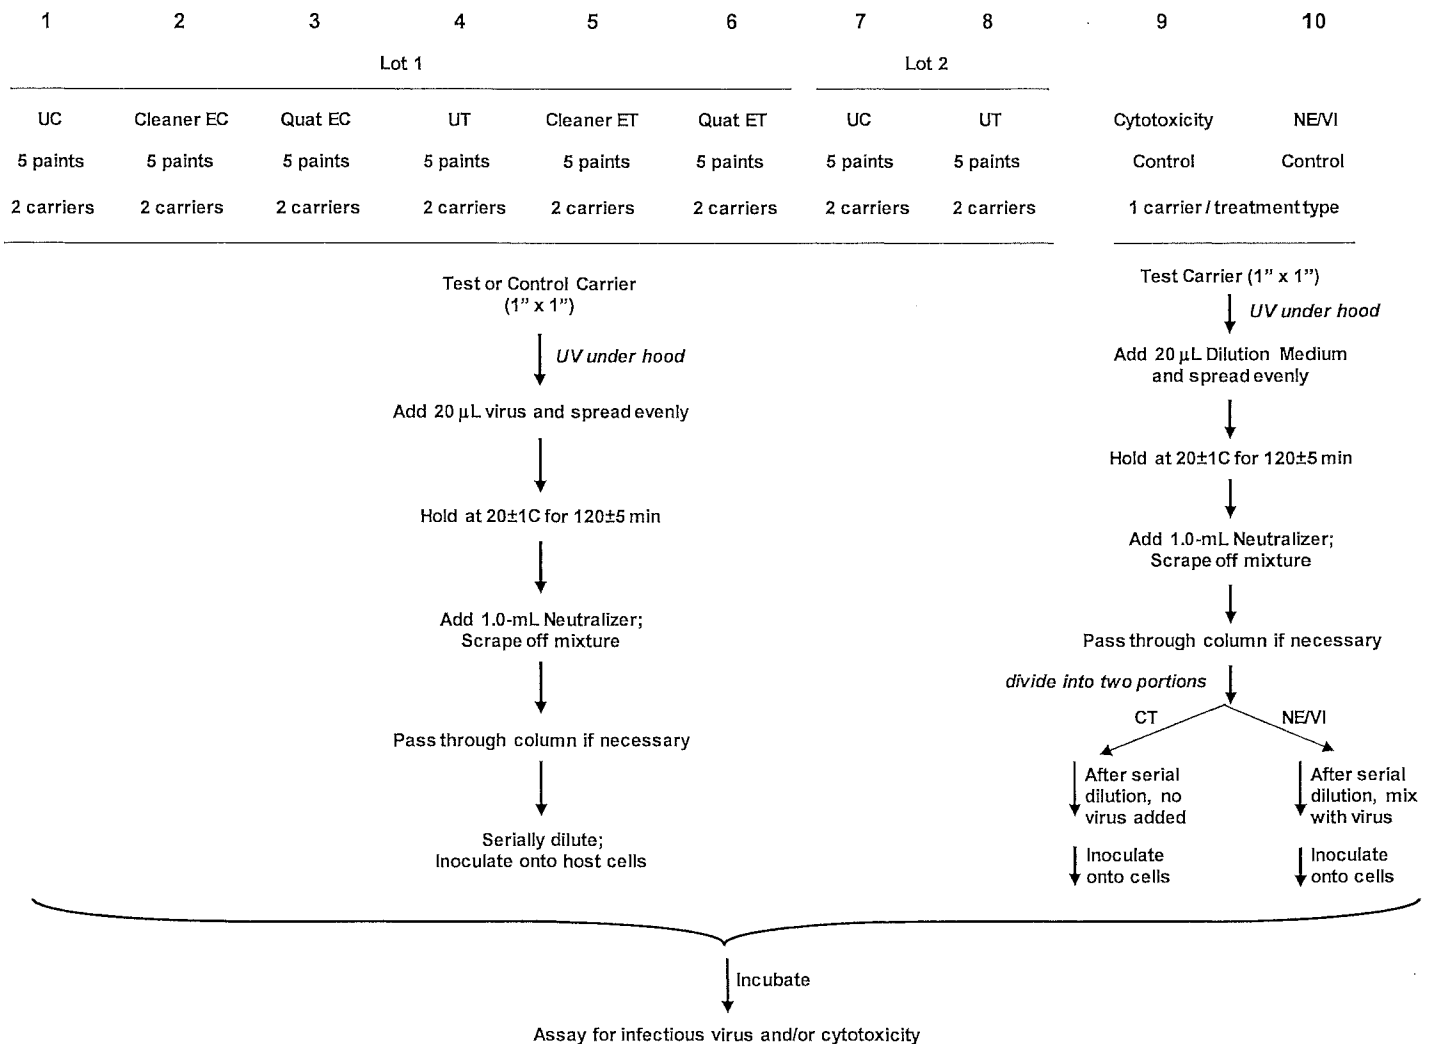 1 2 3 4 5 6 7 8 9 10
Lot 1 Lot 2
UC Cleaner EC Quat EC UT Cleaner ET Quat ET UC UT Cytotoxicity NE/VI
5 paints 5 paints 5 paints 5 paints 5 paints 5 paints 5 paints 5 paints Control Control
2 carriers 2 carriers 2 carriers 2 carriers 2 carriers 2 carriers 2 carriers 2 carriers 1 carrier / treatment type
Test or Control Carrier
(1" x 1")
UV under hood
Add 20 µL virus and spread evenly
Hold at 20±1C for 120±5 min
Add 1.0-mL Neutralizer;
Scrape off mixture
Pass through column if necessary
Serially dilute;
Inoculate onto host cells
Test Carrier (1" x 1")
UV under hood
Add 20 µL Dilution Medium
and spread evenly
Hold at 20±1C for 120±5 min
Add 1.0-mL Neutralizer;
Scrape off mixture
Pass through column if necessary
divide into two portions
CT NE/VI
After serial
dilution, no
virus added
Inoculate
onto cells
After serial
dilution, mix
with virus
Inoculate
onto cells
Incubate
Assay for infectious virus and/or cytotoxicity